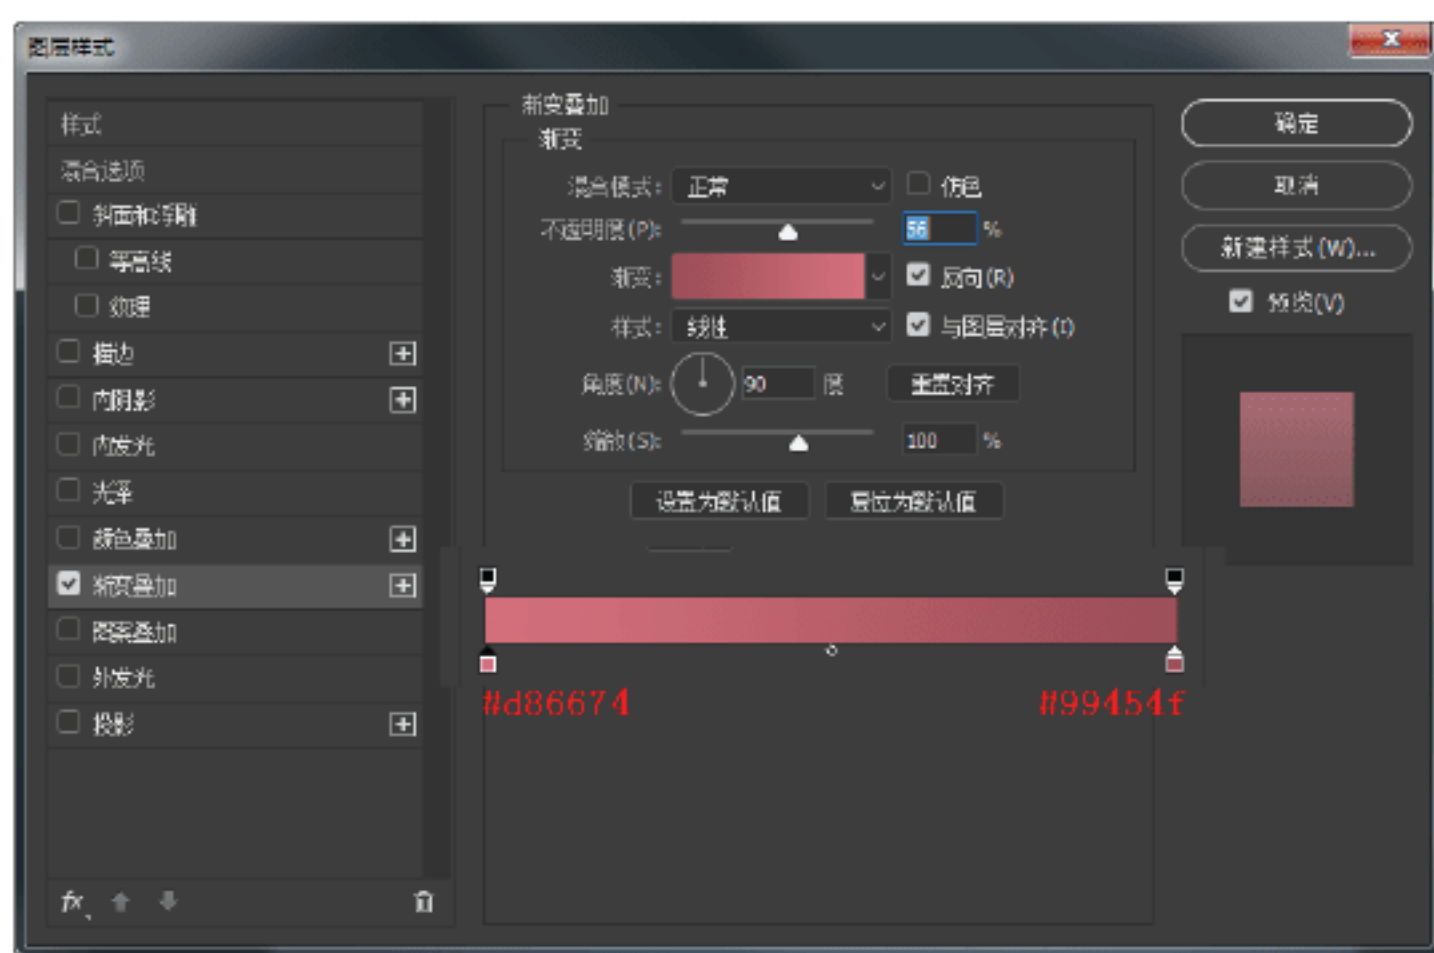 图层样式
样式
混合选项
斜面和浮雕
等高线
纹理
描边
内阴影
内发光
光泽
颜色叠加
渐变叠加
图案叠加
外发光
投影
fx
渐变叠加
渐变
混合模式: 正常 仿色
不透明度(P): 56 %
渐变: 反向(R)
样式: 线性 与图层对齐(I)
角度(N): 90 度 重置对齐
缩放(S): 100 %
设置为默认值 复位为默认值
#d86674 #99454f
确定
取消
新建样式(W)...
预览(V)